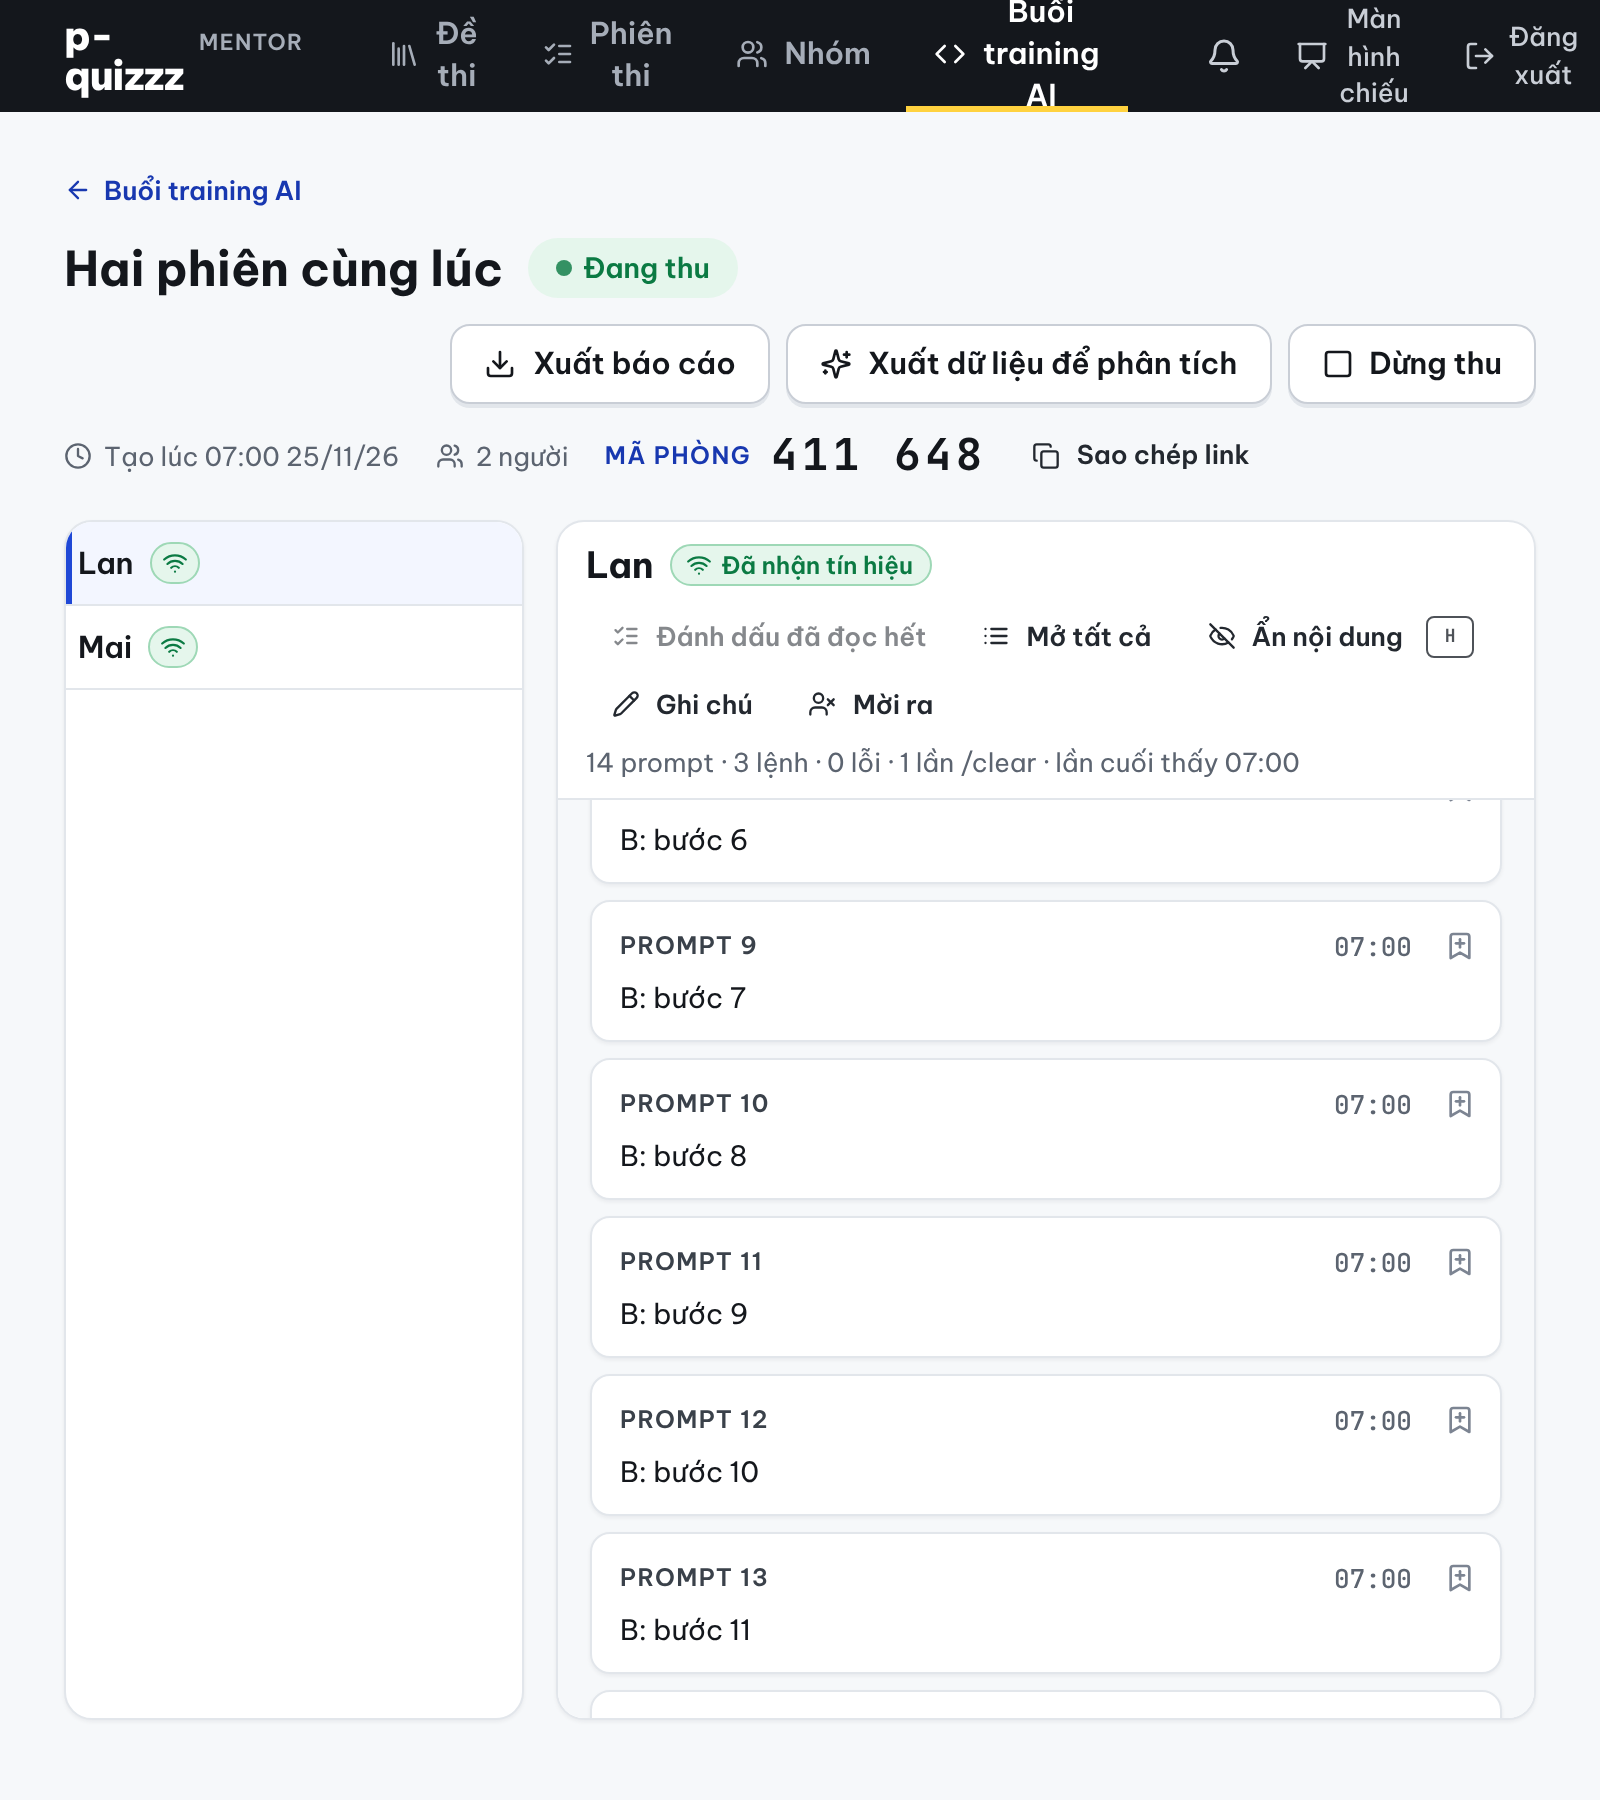 p-quizzz MENTOR
Đề thi
Phiên thi
Nhóm
Buổi training AI
Màn hình chiếu
Đăng xuất
Buổi training AI
Hai phiên cùng lúc
Đang thu
Xuất báo cáo
Xuất dữ liệu để phân tích
Dừng thu
Tạo lúc 07:00 25/11/26
2 người
MÃ PHÒNG 411 648
Sao chép link
Lan
Mai
Lan
Đã nhận tín hiệu
Đánh dấu đã đọc hết
Mở tất cả
Ẩn nội dung H
Ghi chú
Mời ra
14 prompt · 3 lệnh · 0 lỗi · 1 lần /clear · lần cuối thấy 07:00
B: bước 6
PROMPT 9 07:00
B: bước 7
PROMPT 10 07:00
B: bước 8
PROMPT 11 07:00
B: bước 9
PROMPT 12 07:00
B: bước 10
PROMPT 13 07:00
B: bước 11